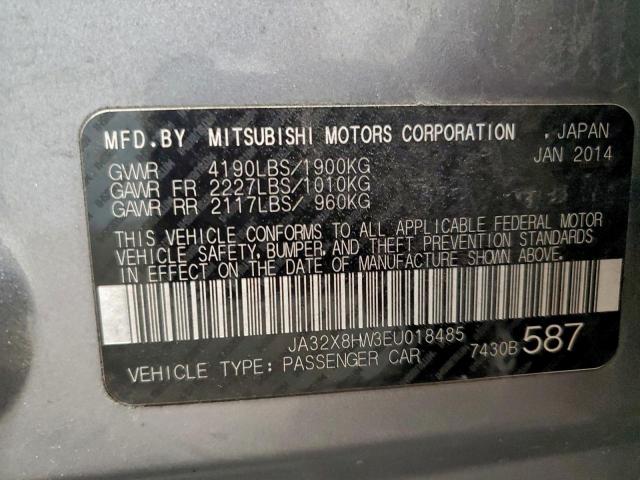 MFD.BY MITSUBISHI MOTORS CORPORATION . JAPAN
JAN 2014
GVWR 4190LBS/1900KG
GAWR FR 2227LBS/1010KG
GAWR RR 2117LBS/ 960KG
THIS VEHICLE CONFORMS TO ALL APPLICABLE FEDERAL MOTOR
VEHICLE SAFETY, BUMPER, AND THEFT PREVENTION STANDARDS
IN EFFECT ON THE DATE OF MANUFACTURE SHOWN ABOVE.
JA32X8HW3EU018485
VEHICLE TYPE: PASSENGER CAR 7430B 587